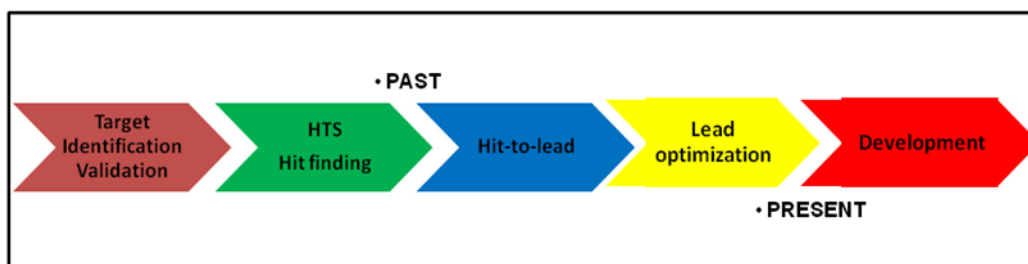 • PAST
Target
Identification
Validation
HTS
Hit finding
Hit-to-lead
Lead
optimization
Development
• PRESENT